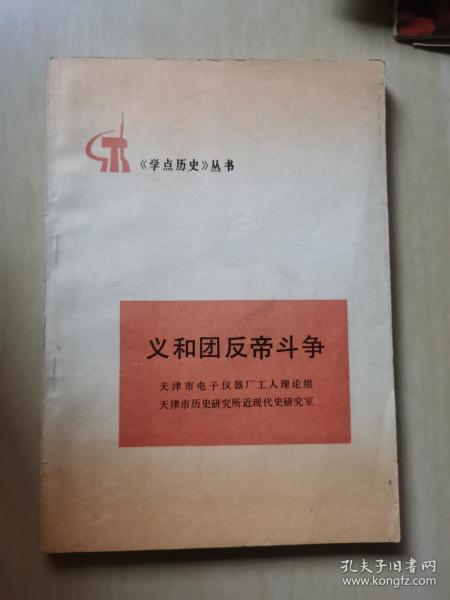 《学点历史》丛书
义和团反帝斗争
天津市电子仪器厂工人理论组
天津市历史研究所近现代史研究室
孔夫子旧书网
www.kongfz.com